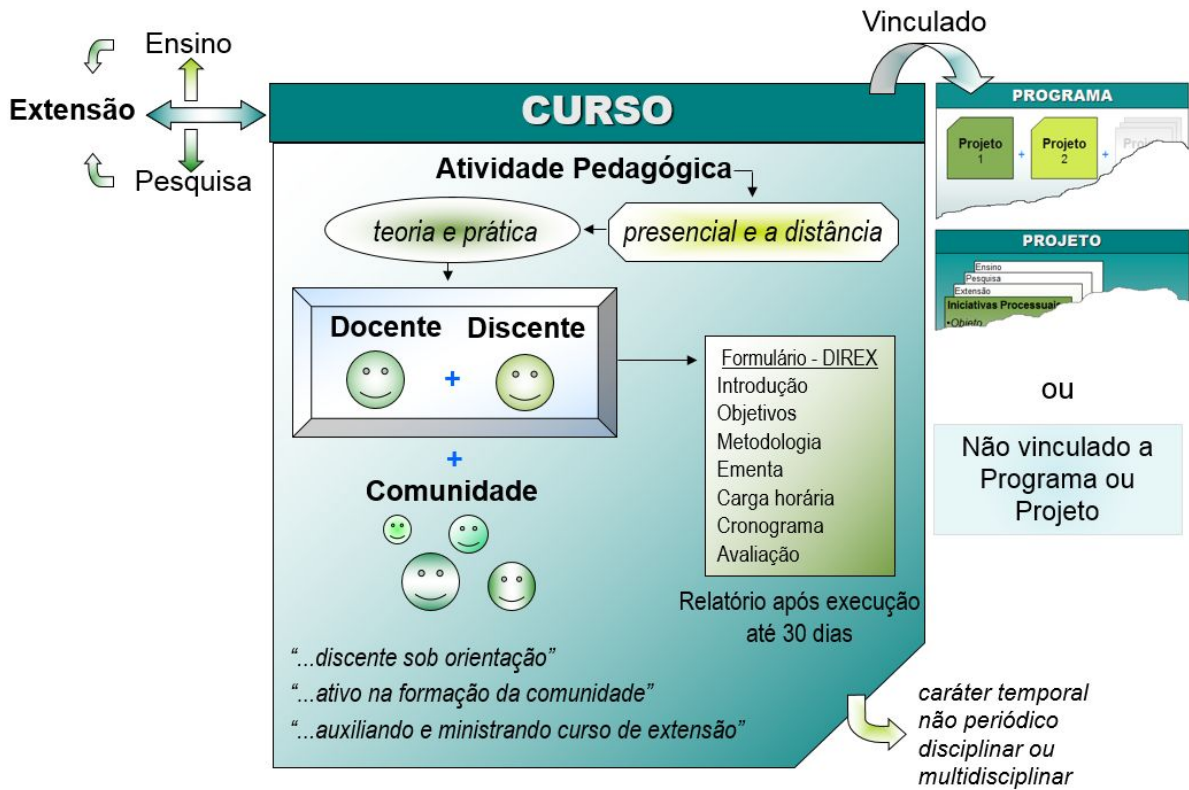 Ensino
Extensão
Pesquisa
Vinculado
CURSO
Atividade Pedagógica
teoria e prática
presencial e a distância
Docente
Discente
+
+
Comunidade
Formulário - DIREX
Introdução
Objetivos
Metodologia
Ementa
Carga horária
Cronograma
Avaliação
Relatório após execução
até 30 dias
“...discente sob orientação”
“...ativo na formação da comunidade”
“...auxiliando e ministrando curso de extensão”
PROGRAMA
Projeto
1
+
Projeto
2
+
PROJETO
Ensino
Pesquisa
Extensão
Iniciativas Processuais
•Objeto
ou
Não vinculado a
Programa ou
Projeto
caráter temporal
não periódico
disciplinar ou
multidisciplinar